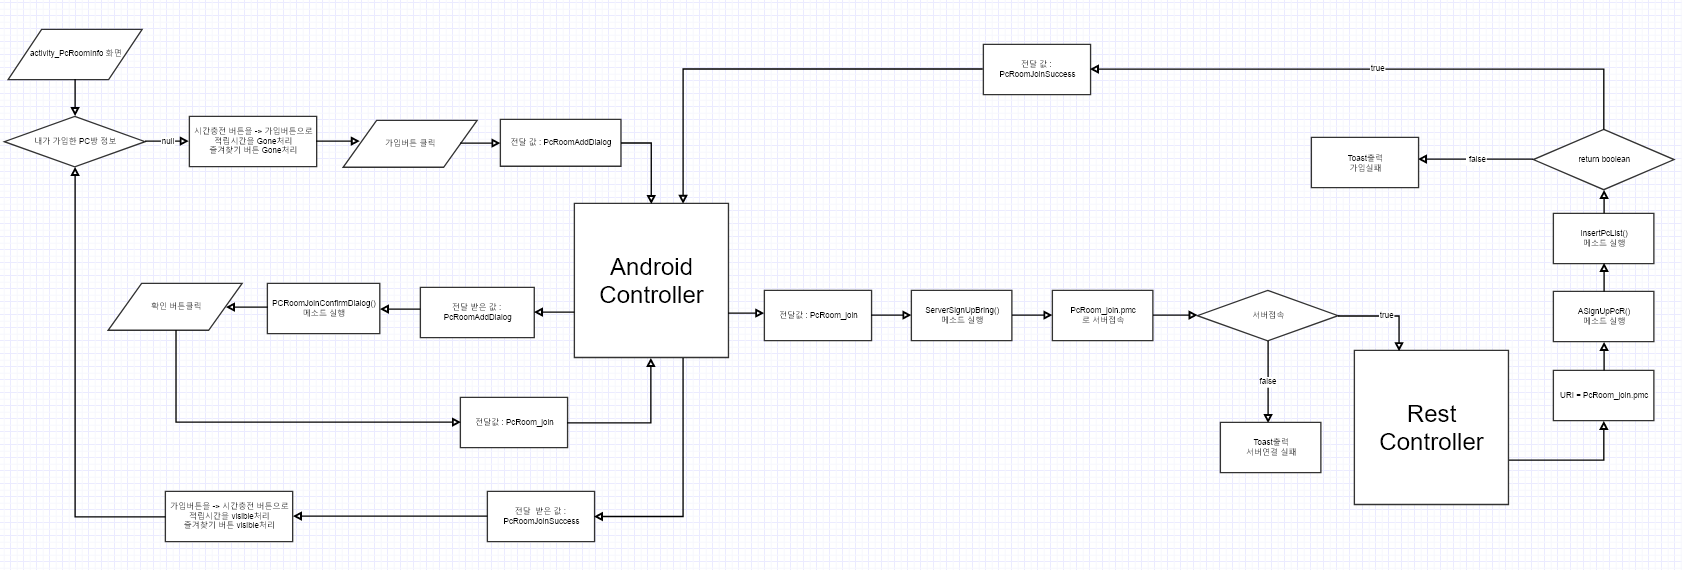 activity_PcRoomInfo 화면
내가 가입한 PC방 정보
null
시간충전 버튼을 -> 가입버튼으로
적립시간을 Gone처리
즐겨찾기 버튼 Gone처리
가입버튼 클릭
전달 값 : PcRoomAddDialog
Android
Controller
전달 받은 값 :
PcRoomAddDialog
PCRoomJoinConfirmDialog()
메소드 실행
확인 버튼클릭
전달값 : PcRoom_join
전달값 : PcRoom_join
ServerSignUpBring()
메소드 실행
PcRoom_join.pmc
로 서버접속
서버접속
false
Toast출력
서버연결 실패
true
Rest
Controller
URI = PcRoom_join.pmc
ASignUpPcR()
메소드 실행
InsertPcList()
메소드 실행
return boolean
false
Toast출력
가입실패
true
전달 값 :
PcRoomJoinSuccess
전달 받은 값 :
PcRoomJoinSuccess
가입버튼을 -> 시간충전 버튼으로
적립시간을 visible처리
즐겨찾기 버튼 visible처리